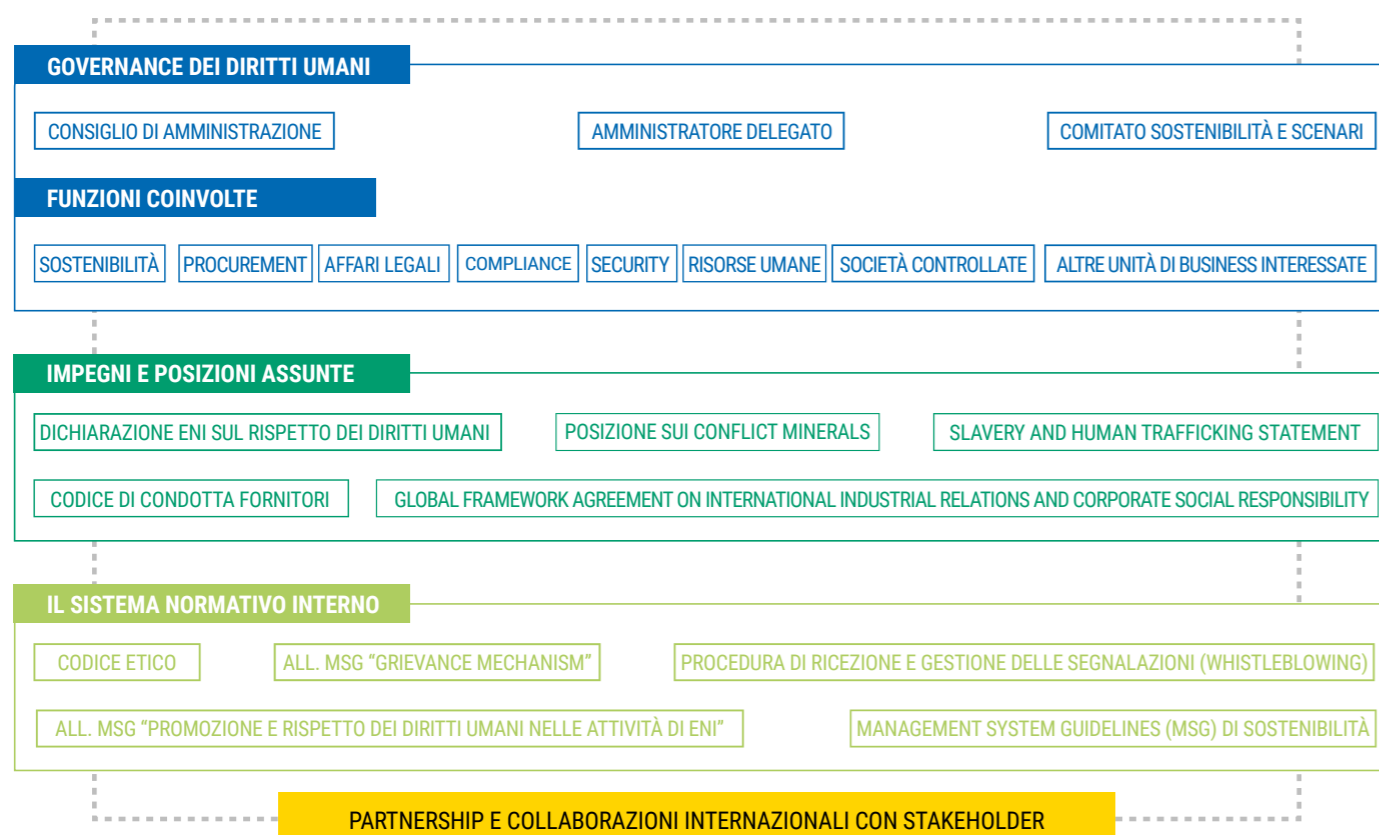 GOVERNANCE DEI DIRITTI UMANI
CONSIGLIO DI AMMINISTRAZIONE
AMMINISTRATORE DELEGATO
COMITATO SOSTENIBILITÀ E SCENARI
FUNZIONI COINVOLTE
SOSTENIBILITÀ
PROCUREMENT
AFFARI LEGALI
COMPLIANCE
SECURITY
RISORSE UMANE
SOCIETÀ CONTROLLATE
ALTRE UNITÀ DI BUSINESS INTERESSATE
IMPEGNI E POSIZIONI ASSUNTE
DICHIARAZIONE ENI SUL RISPETTO DEI DIRITTI UMANI
POSIZIONE SUI CONFLICT MINERALS
SLAVERY AND HUMAN TRAFFICKING STATEMENT
CODICE DI CONDOTTA FORNITORI
GLOBAL FRAMEWORK AGREEMENT ON INTERNATIONAL INDUSTRIAL RELATIONS AND CORPORATE SOCIAL RESPONSIBILITY
IL SISTEMA NORMATIVO INTERNO
CODICE ETICO
ALL. MSG “GRIEVANCE MECHANISM”
PROCEDURA DI RICEZIONE E GESTIONE DELLE SEGNALAZIONI (WHISTLEBLOWING)
ALL. MSG “PROMOZIONE E RISPETTO DEI DIRITTI UMANI NELLE ATTIVITÀ DI ENI”
MANAGEMENT SYSTEM GUIDELINES (MSG) DI SOSTENIBILITÀ
PARTNERSHIP E COLLABORAZIONI INTERNAZIONALI CON STAKEHOLDER